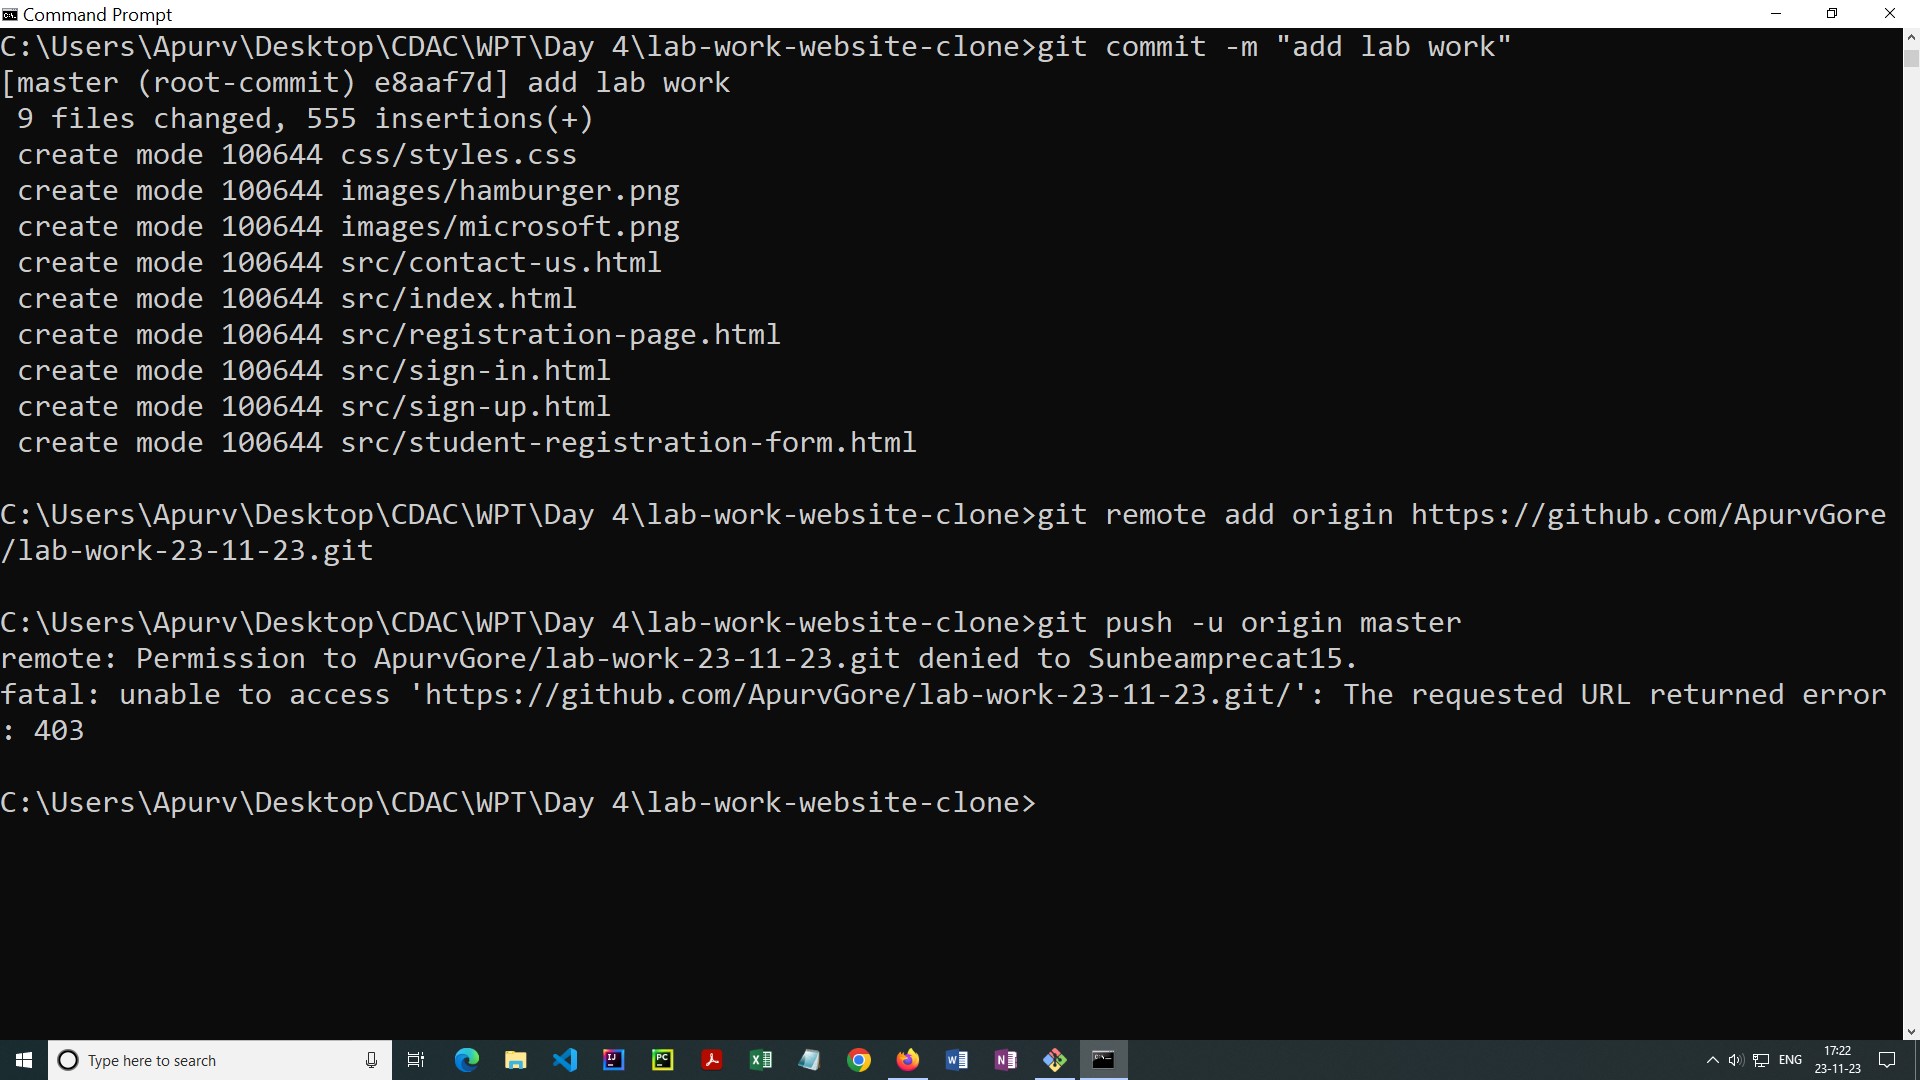 Command Prompt
C:\Users\Apurv\Desktop\CDAC\WPT\Day 4\lab-work-website-clone>git commit -m "add lab work"
[master (root-commit) e8aaf7d] add lab work
 9 files changed, 555 insertions(+)
 create mode 100644 css/styles.css
 create mode 100644 images/hamburger.png
 create mode 100644 images/microsoft.png
 create mode 100644 src/contact-us.html
 create mode 100644 src/index.html
 create mode 100644 src/registration-page.html
 create mode 100644 src/sign-in.html
 create mode 100644 src/sign-up.html
 create mode 100644 src/student-registration-form.html
C:\Users\Apurv\Desktop\CDAC\WPT\Day 4\lab-work-website-clone>git remote add origin https://github.com/ApurvGore
/lab-work-23-11-23.git
C:\Users\Apurv\Desktop\CDAC\WPT\Day 4\lab-work-website-clone>git push -u origin master
remote: Permission to ApurvGore/lab-work-23-11-23.git denied to Sunbeamprecat15.
fatal: unable to access 'https://github.com/ApurvGore/lab-work-23-11-23.git/': The requested URL returned error
: 403
C:\Users\Apurv\Desktop\CDAC\WPT\Day 4\lab-work-website-clone>
Type here to search
ENG
17:22
23-11-23